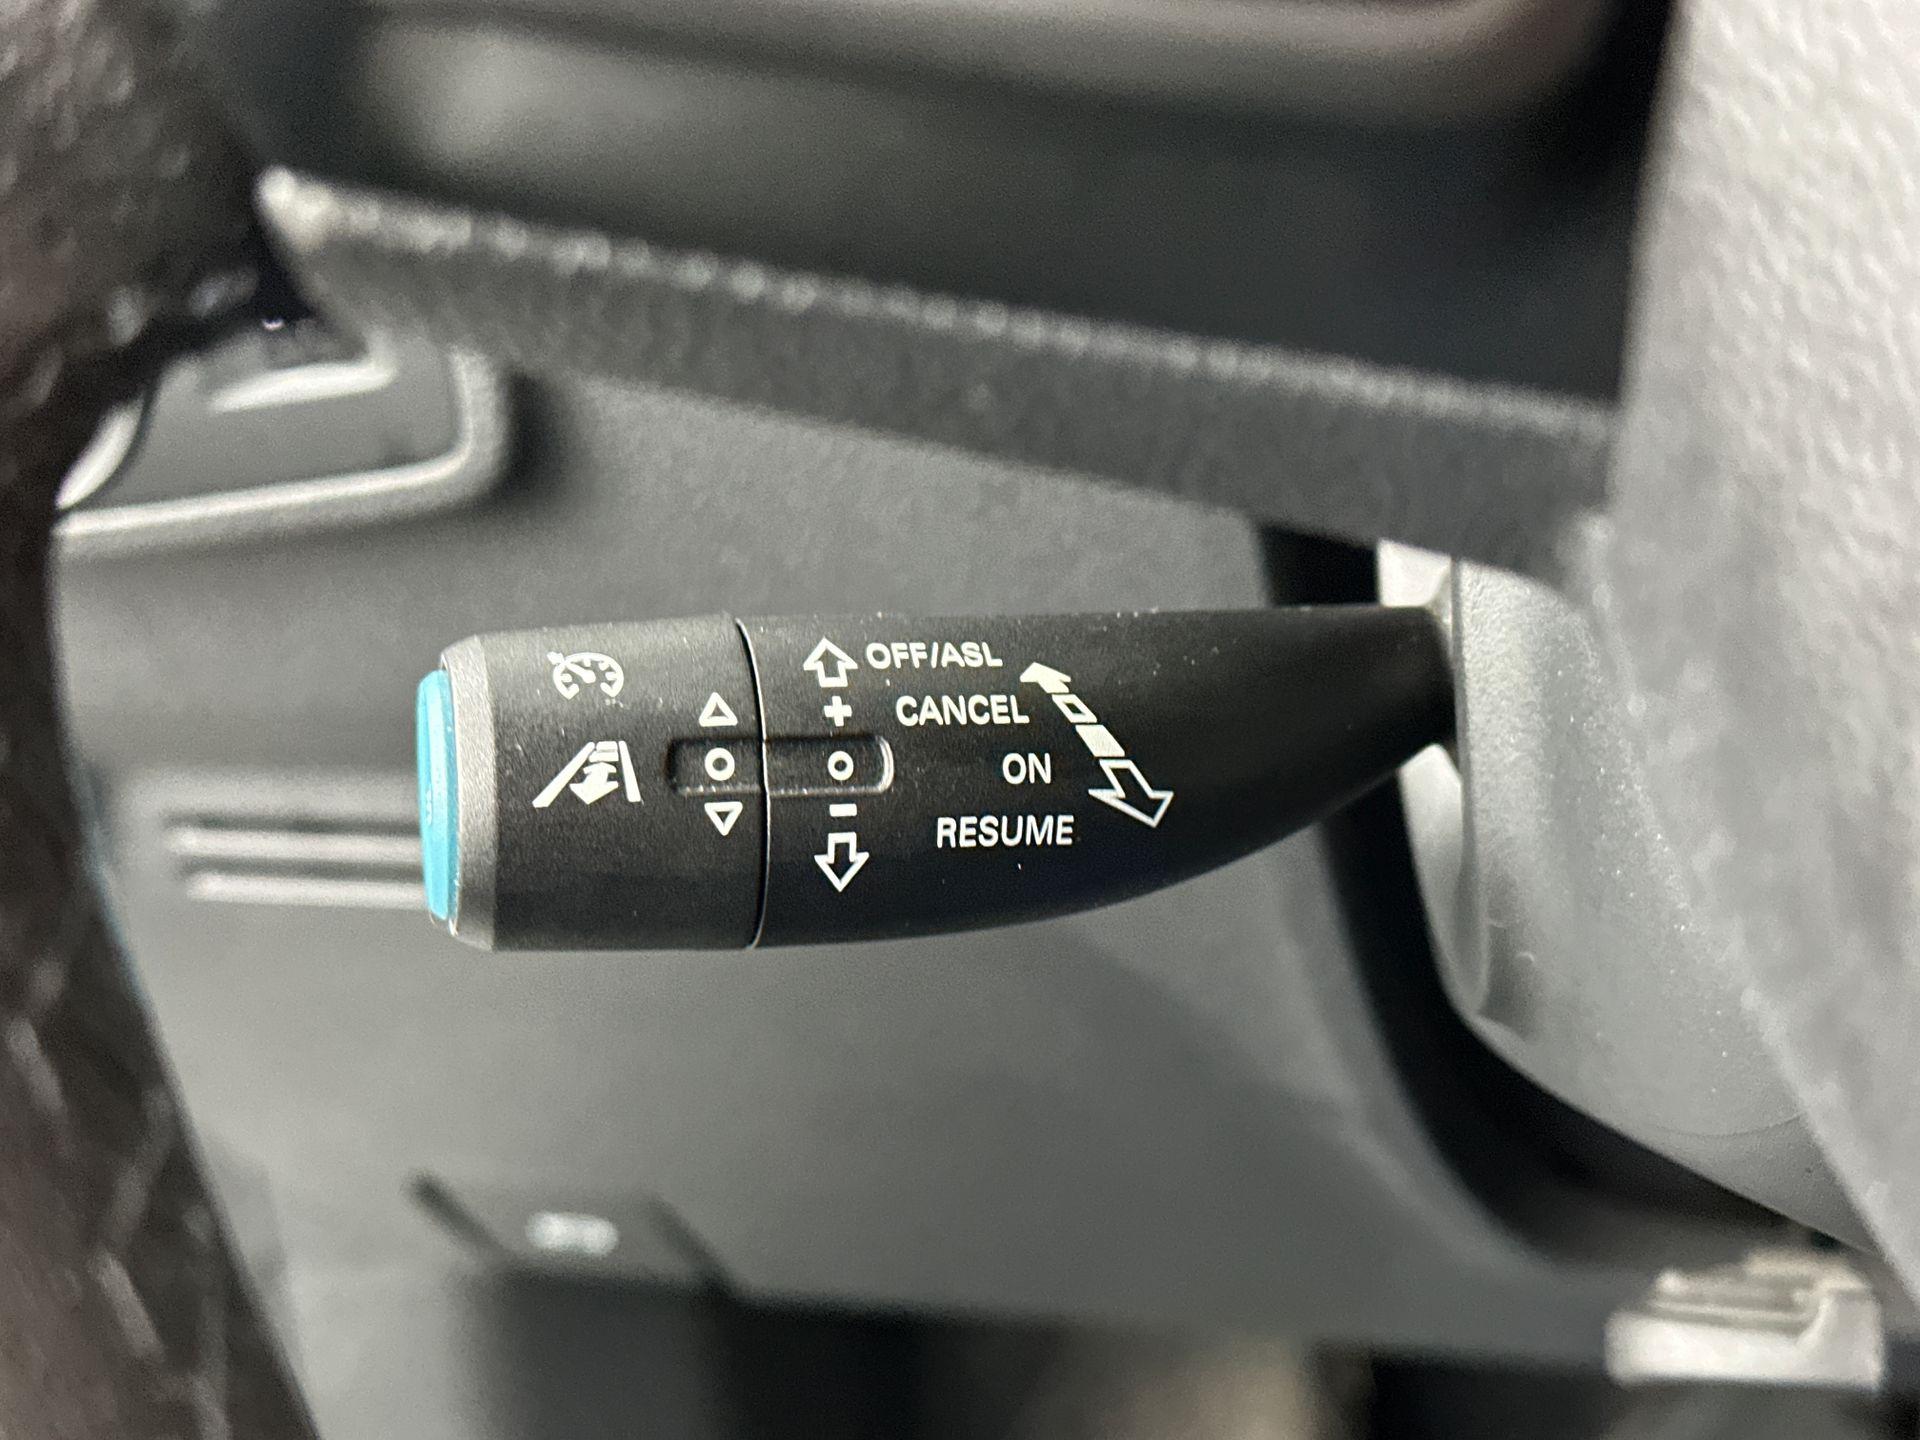 OFF/ASL
+ CANCEL
ON
-
RESUME